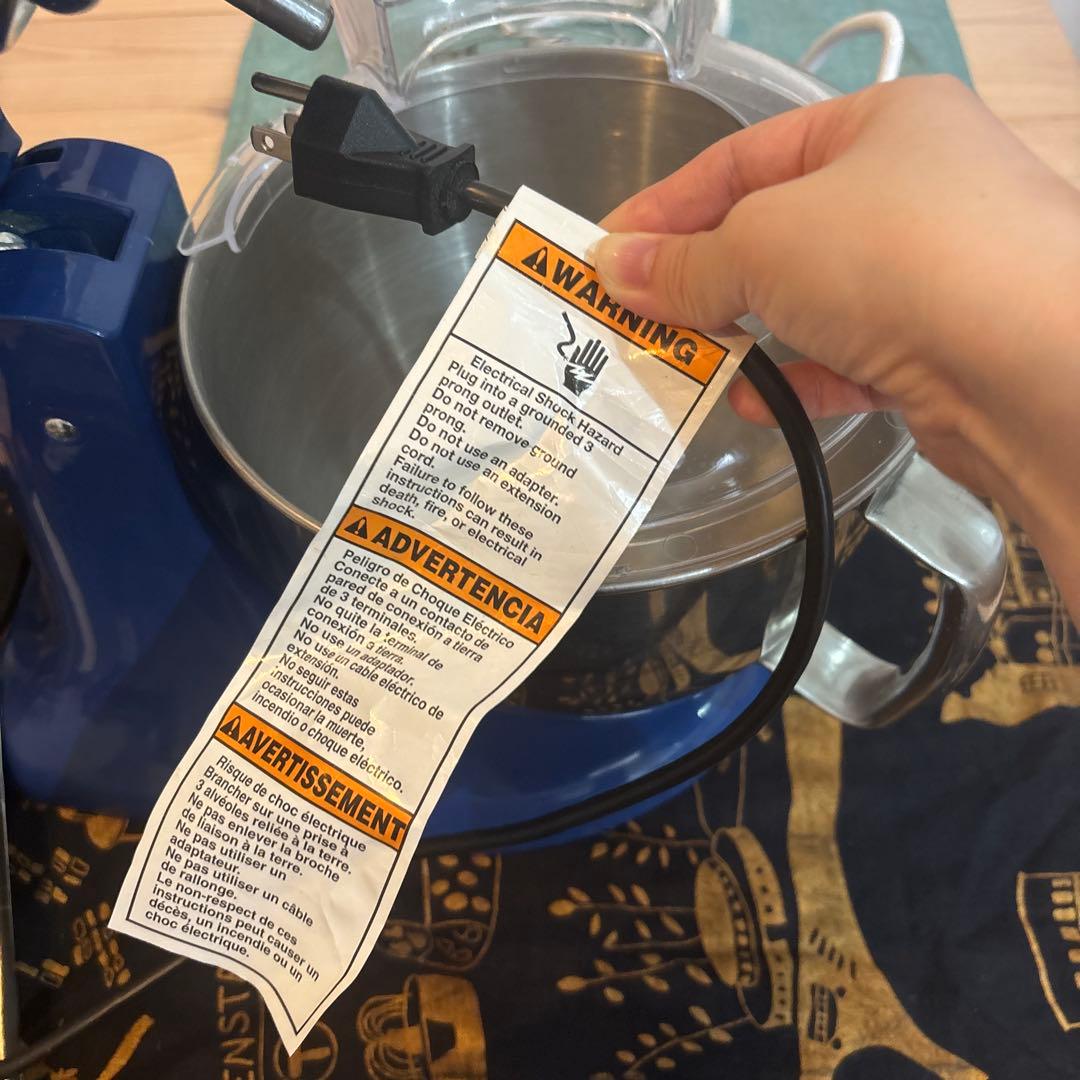 WARNING
Electrical Shock Hazard
Plug into a grounded 3
prong outlet.
Do not remove ground
prong.
Do not use an adapter.
Do not use an extension
cord.
Failure to follow these
instructions can result in
death, fire, or electrical
shock.
ADVERTENCIA
Peligro de Choque Eléctrico
Conecte a un contacto de
pared de conexión a tierra
de 3 terminales.
No quite la terminal de
conexión a tierra.
No use un adaptador.
No use un cable eléctrico de
extensión.
No seguir estas
instrucciones puede
ocasionar la muerte,
incendio o choque eléctrico.
AVERTISSEMENT
Risque de choc électrique
Brancher sur une prise à
3 alvéoles reliée à la terre.
Ne pas enlever la broche
de liaison à la terre.
Ne pas utiliser un
adaptateur.
Ne pas utiliser un câble
de rallonge.
Le non-respect de ces
instructions peut causer un
décès, un incendie ou un
choc électrique.